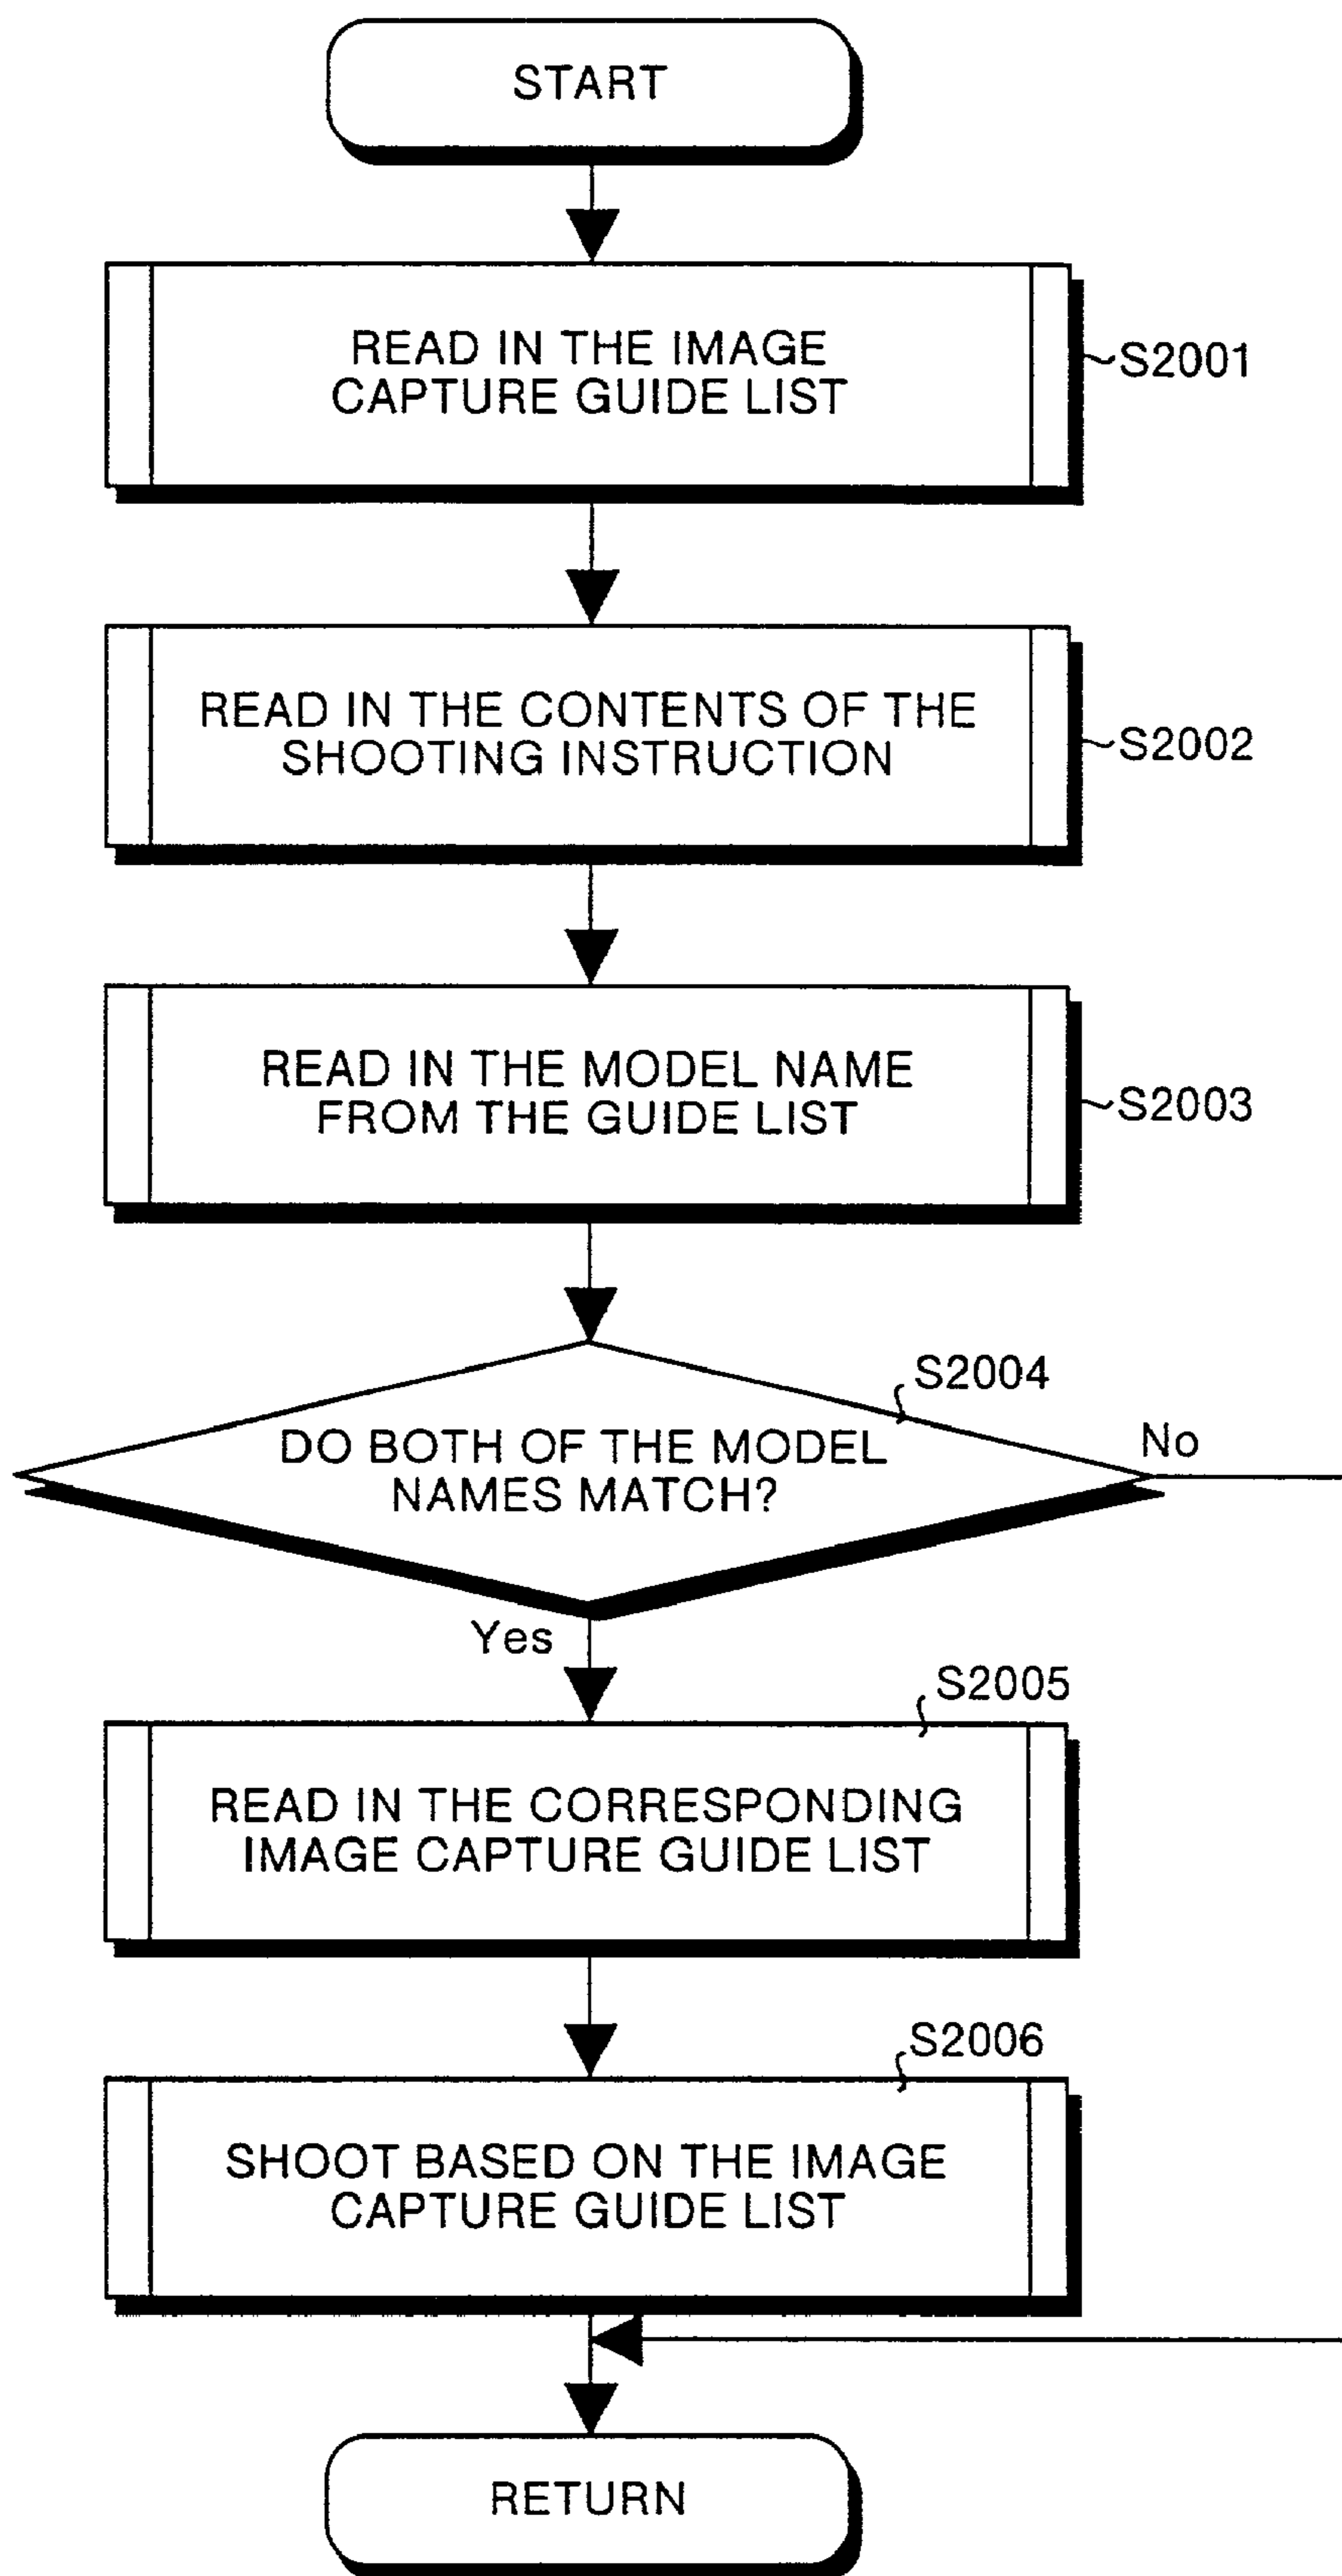 START
READ IN THE IMAGE
CAPTURE GUIDE LIST
S2001
READ IN THE CONTENTS OF THE
SHOOTING INSTRUCTION
S2002
READ IN THE MODEL NAME
FROM THE GUIDE LIST
S2003
S2004
DO BOTH OF THE MODEL
NAMES MATCH?
No
Yes
S2005
READ IN THE CORRESPONDING
IMAGE CAPTURE GUIDE LIST
S2006
SHOOT BASED ON THE IMAGE
CAPTURE GUIDE LIST
RETURN